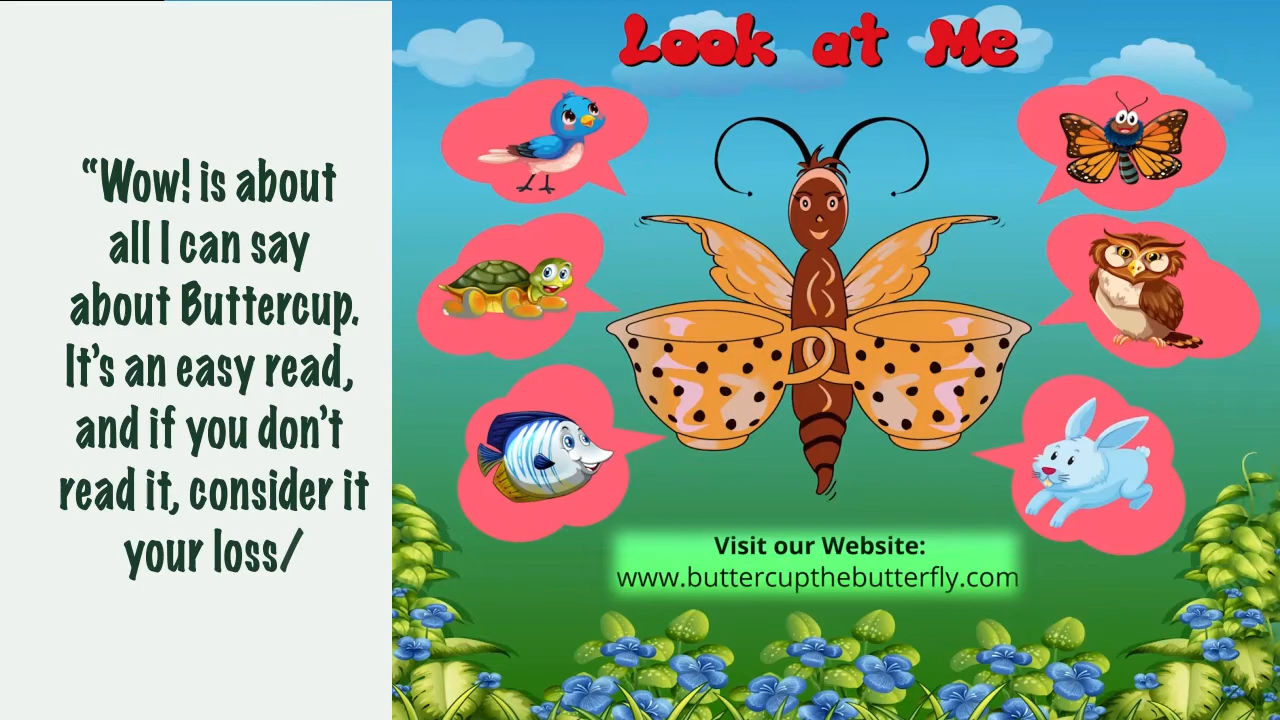 “Wow! is about
all I can say
about Buttercup.
It’s an easy read,
and if you don’t
read it, consider it
your loss/
Look at Me
Visit our Website:
www.buttercupthebutterfly.com